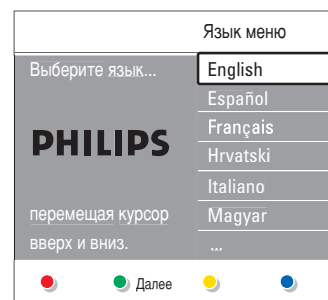 Язык меню
Выберите язык...
PHILIPS
перемещая курсор
вверх и вниз.
English
Español
Français
Hrvatski
Italiano
Magyar
...
Далее